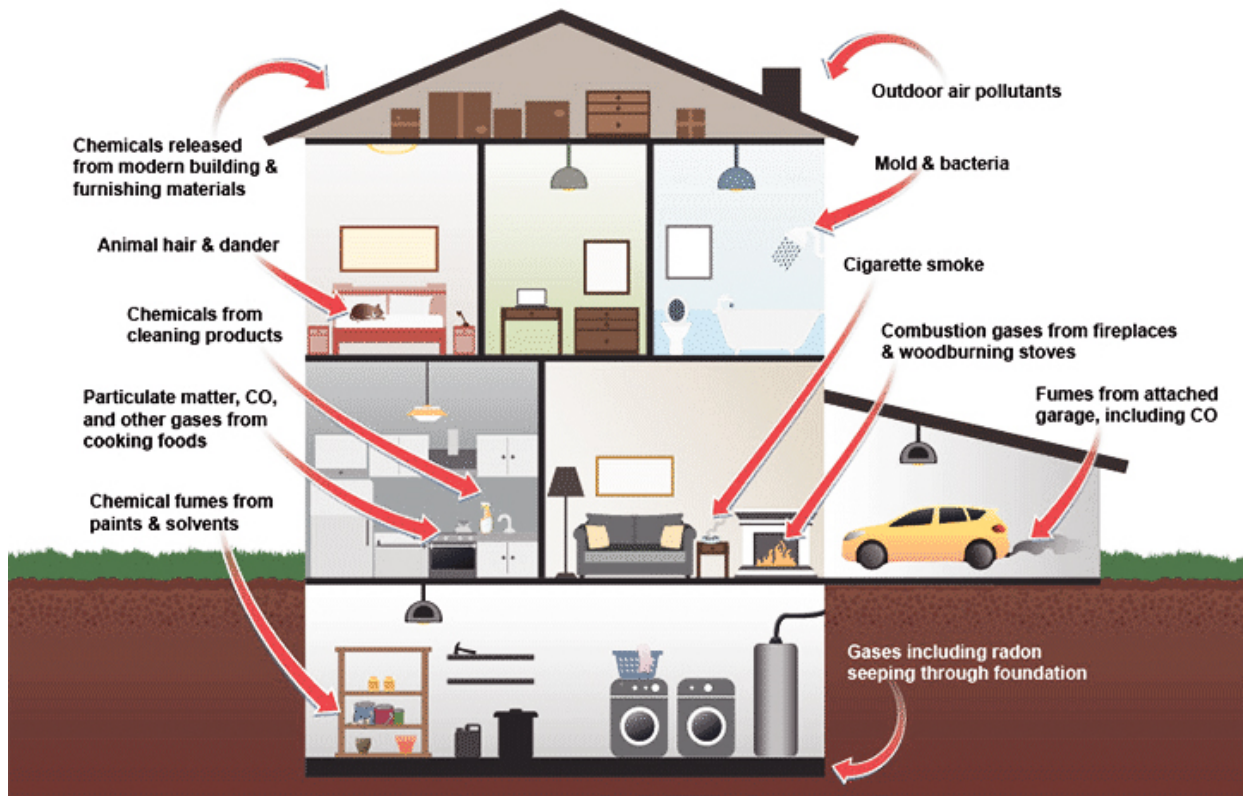 Chemicals released
from modern building &
furnishing materials
Animal hair & dander
Chemicals from
cleaning products
Particulate matter, CO,
and other gases from
cooking foods
Chemical fumes from
paints & solvents
Outdoor air pollutants
Mold & bacteria
Cigarette smoke
Combustion gases from fireplaces
& woodburning stoves
Fumes from attached
garage, including CO
Gases including radon
seeping through foundation